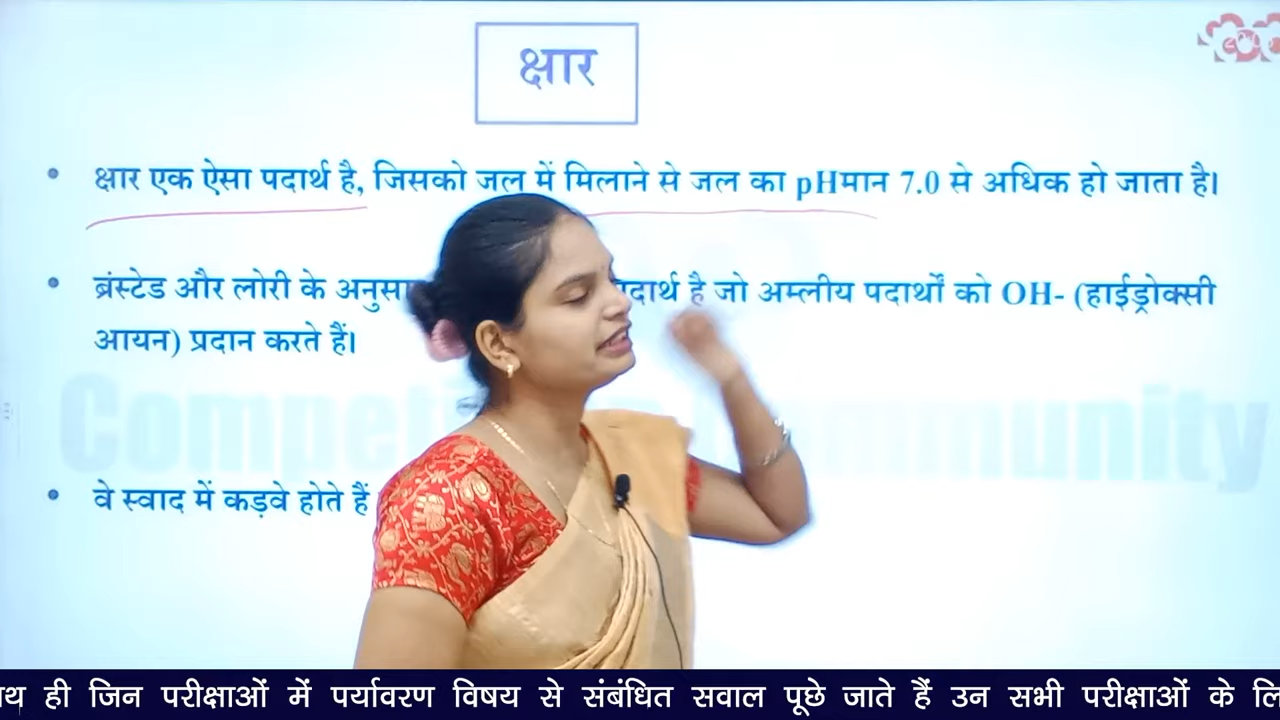 क्षार
• क्षार एक ऐसा पदार्थ है, जिसको जल में मिलाने से जल का pHमान 7.0 से अधिक हो जाता है।
• ब्रंस्टेड और लोरी के अनुसा पदार्थ है जो अम्लीय पदार्थों को OH- (हाईड्रोक्सी
आयन) प्रदान करते हैं।
• वे स्वाद में कड़वे होते हैं
ही जिन परीक्षाओं में पर्यावरण विषय से संबंधित सवाल पूछे जाते हैं उन सभी परीक्षाओं के